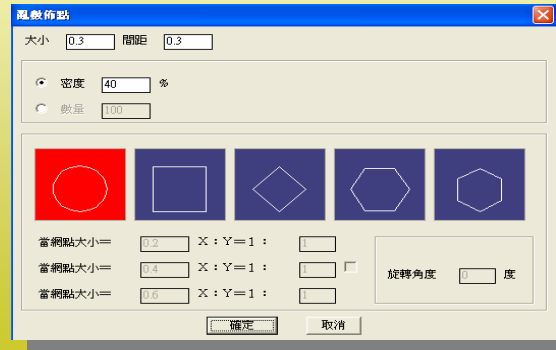 亂數佈點
大小 0.3 間距 0.3
密度 40 %
數量 100
當網點大小＝ 0.2 X：Y＝1： 1
當網點大小＝ 0.4 X：Y＝1： 1
旋轉角度 0 度
當網點大小＝ 0.6 X：Y＝1： 1
確定 取消